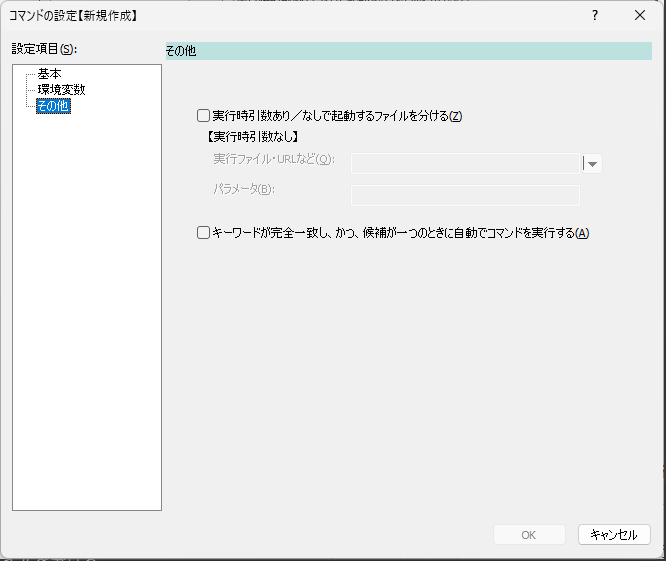 コマンドの設定【新規作成】
?
設定項目(S):
基本
環境変数
その他
その他
実行時引数あり／なしで起動するファイルを分ける(Z)
【実行時引数なし】
実行ファイル・URLなど(Q):
パラメータ(B):
キーワードが完全一致し、かつ、候補が一つのときに自動でコマンドを実行する(A)
OK
キャンセル